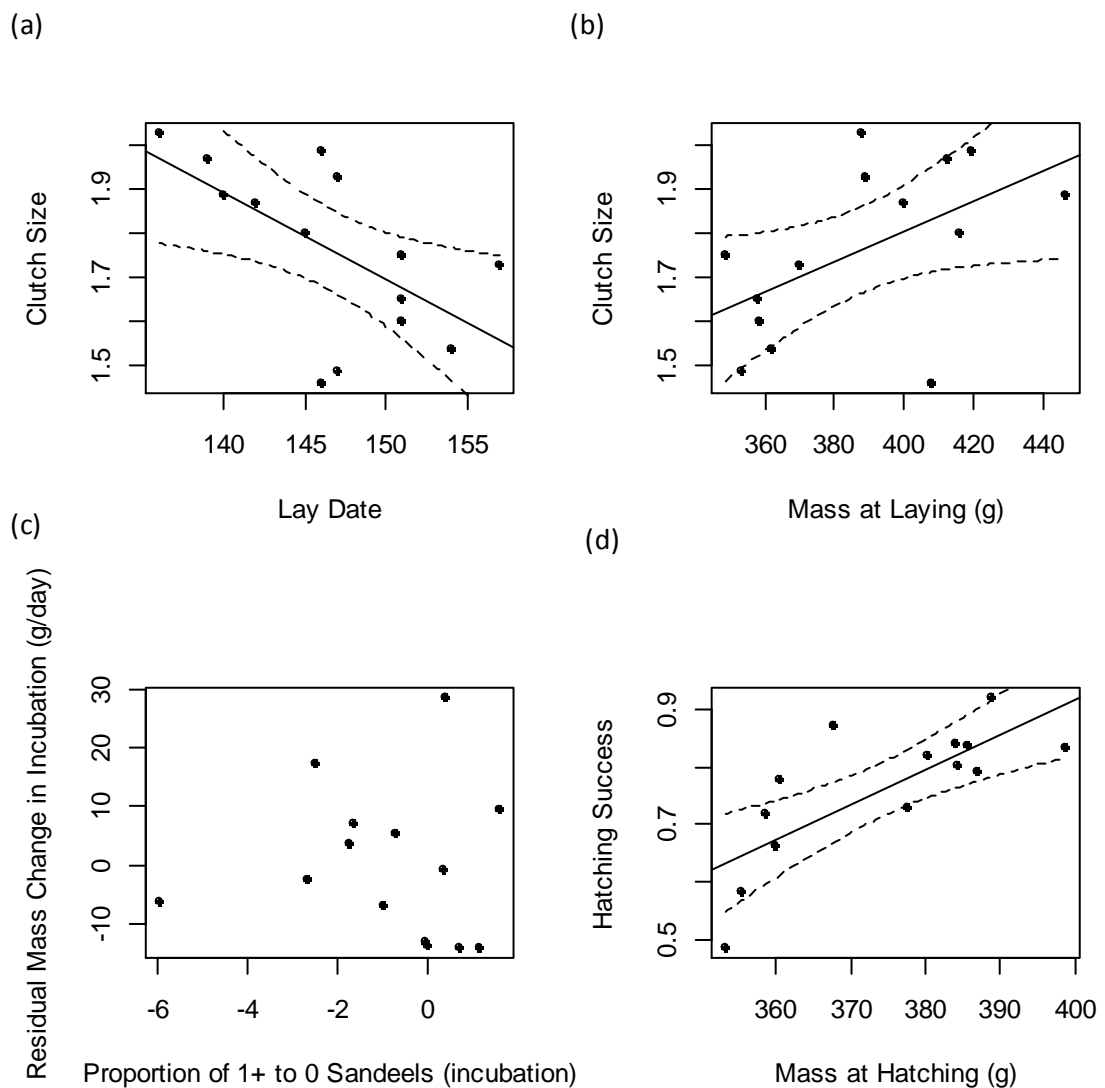 (a)
Clutch Size
1.5 1.7 1.9
140 145 150 155
Lay Date
(b)
Clutch Size
1.5 1.7 1.9
360 380 400 420 440
Mass at Laying (g)
(c)
Residual Mass Change in Incubation (g/day)
-10 0 10 20 30
-6 -4 -2 0
Proportion of 1+ to 0 Sandeels (incubation)
(d)
Hatching Success
0.5 0.7 0.9
360 370 380 390 400
Mass at Hatching (g)